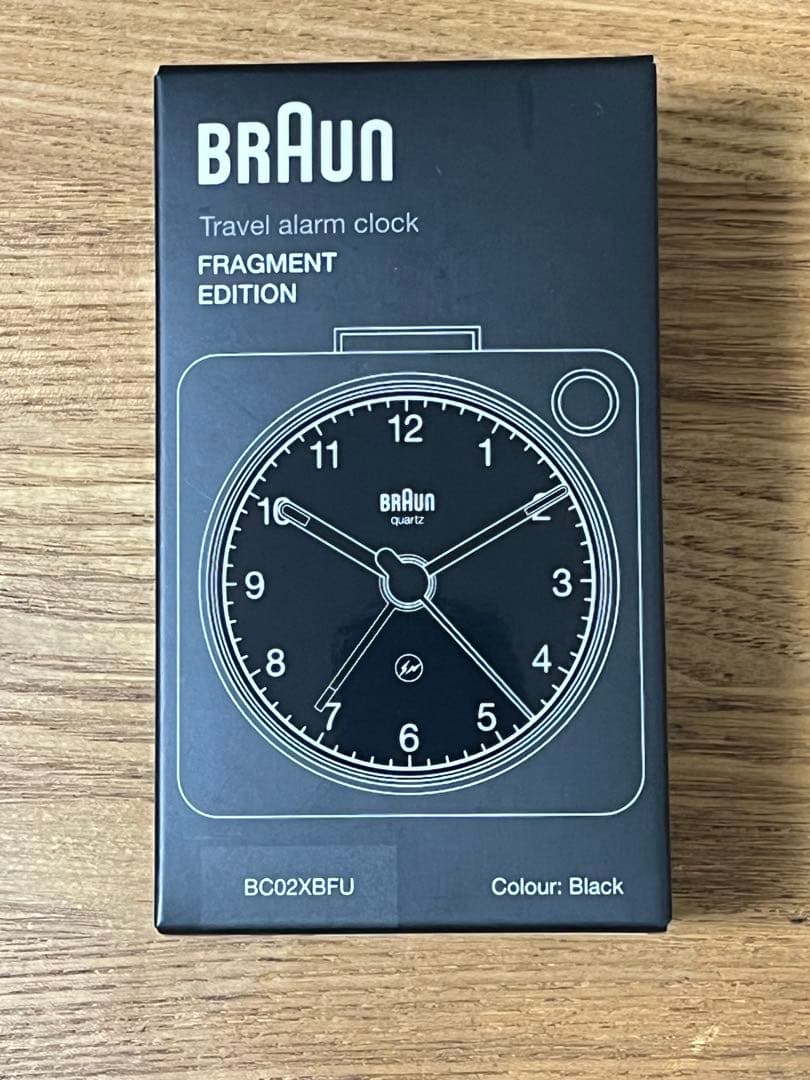 BRAUN
Travel alarm clock
FRAGMENT
EDITION
12
11 1
10 2
BRAUN
quartz
9 3
8 4
7 5
6
BC02XBFU Colour: Black